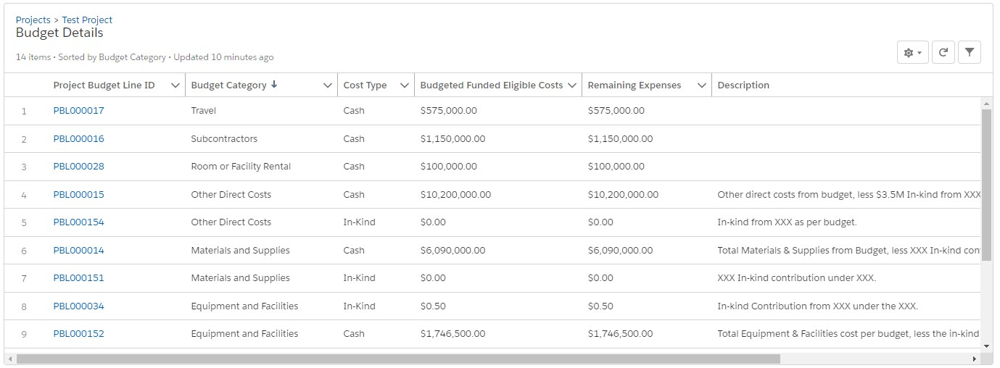 Projects > Test Project
Budget Details
14 items • Sorted by Budget Category • Updated 10 minutes ago
Project Budget Line ID Budget Category Cost Type Budgeted Funded Eligible Costs Remaining Expenses Description
1 PBL000017 Travel Cash $575,000.00 $575,000.00
2 PBL000016 Subcontractors Cash $1,150,000.00 $1,150,000.00
3 PBL000028 Room or Facility Rental Cash $100,000.00 $100,000.00
4 PBL000015 Other Direct Costs Cash $10,200,000.00 $10,200,000.00 Other direct costs from budget, less $3.5M In-kind from XXX
5 PBL000154 Other Direct Costs In-Kind $0.00 $0.00 In-kind from XXX as per budget.
6 PBL000014 Materials and Supplies Cash $6,090,000.00 $6,090,000.00 Total Materials & Supplies from Budget, less XXX In-kind con
7 PBL000151 Materials and Supplies In-Kind $0.00 $0.00 XXX In-kind contribution under XXX.
8 PBL000034 Equipment and Facilities In-Kind $0.50 $0.50 In-kind Contribution from XXX under the XXX.
9 PBL000152 Equipment and Facilities Cash $1,746,500.00 $1,746,500.00 Total Equipment & Facilities cost per budget, less the in-kind